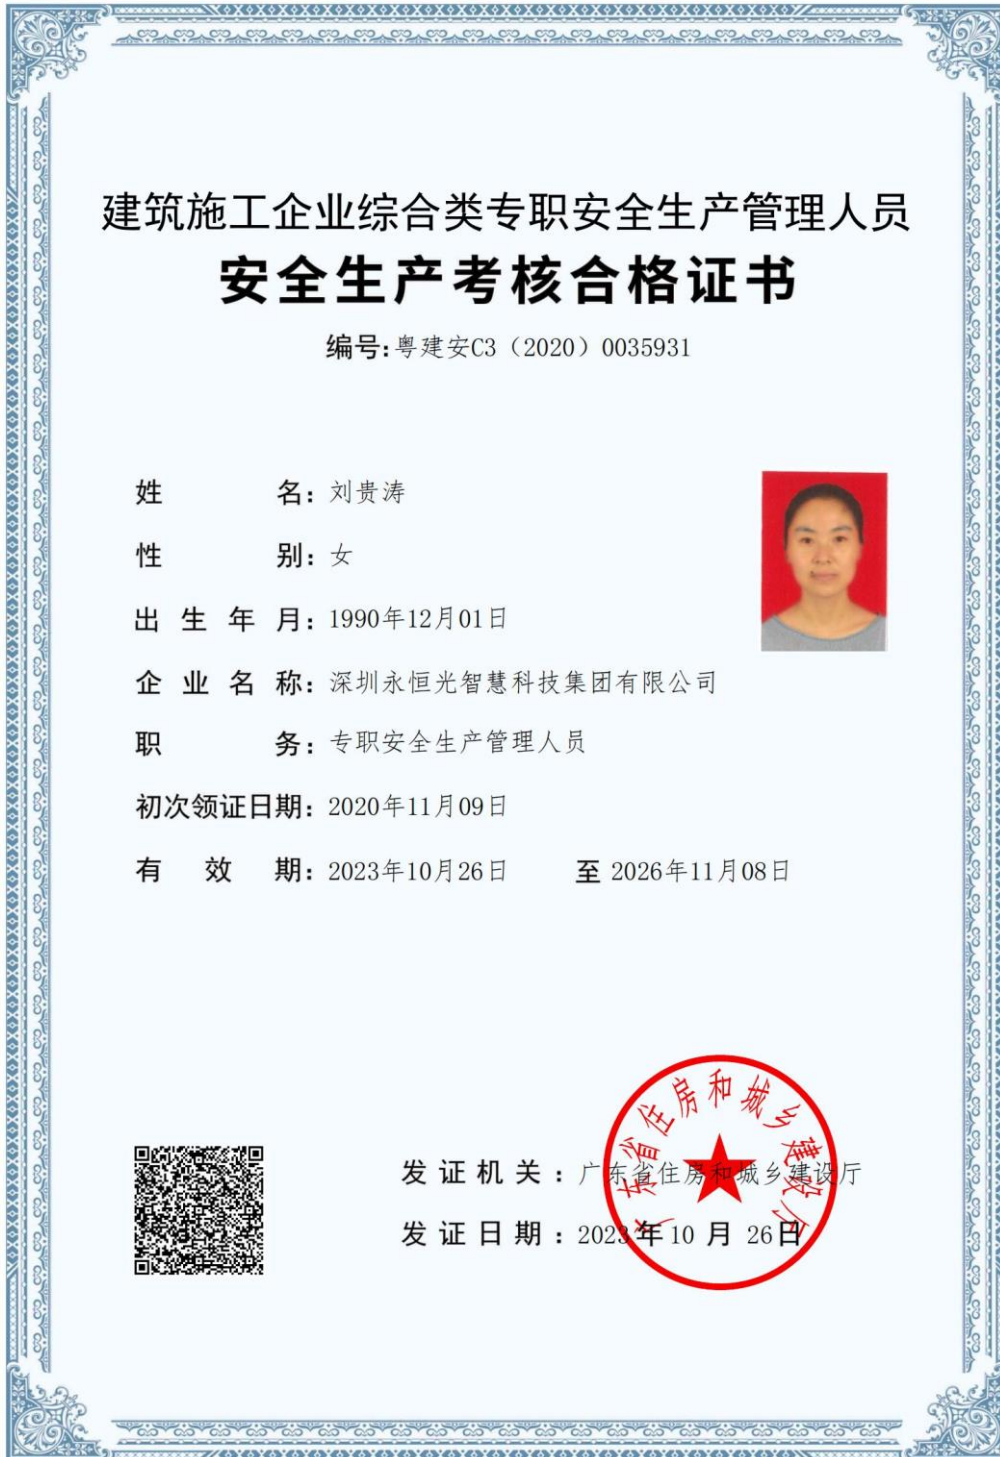 建筑施工企业综合类专职安全生产管理人员
安全生产考核合格证书
编号:粤建安C3（2020）0035931
姓名：刘贵涛
性别：女
出生年月：1990年12月01日
企业名称：深圳永恒光智慧科技集团有限公司
职务：专职安全生产管理人员
初次领证日期：2020年11月09日
有效期：2023年10月26日 至 2026年11月08日
广东省住房和城乡建设厅
发证机关：广东省住房和城乡建设厅
发证日期：2023年10月26日